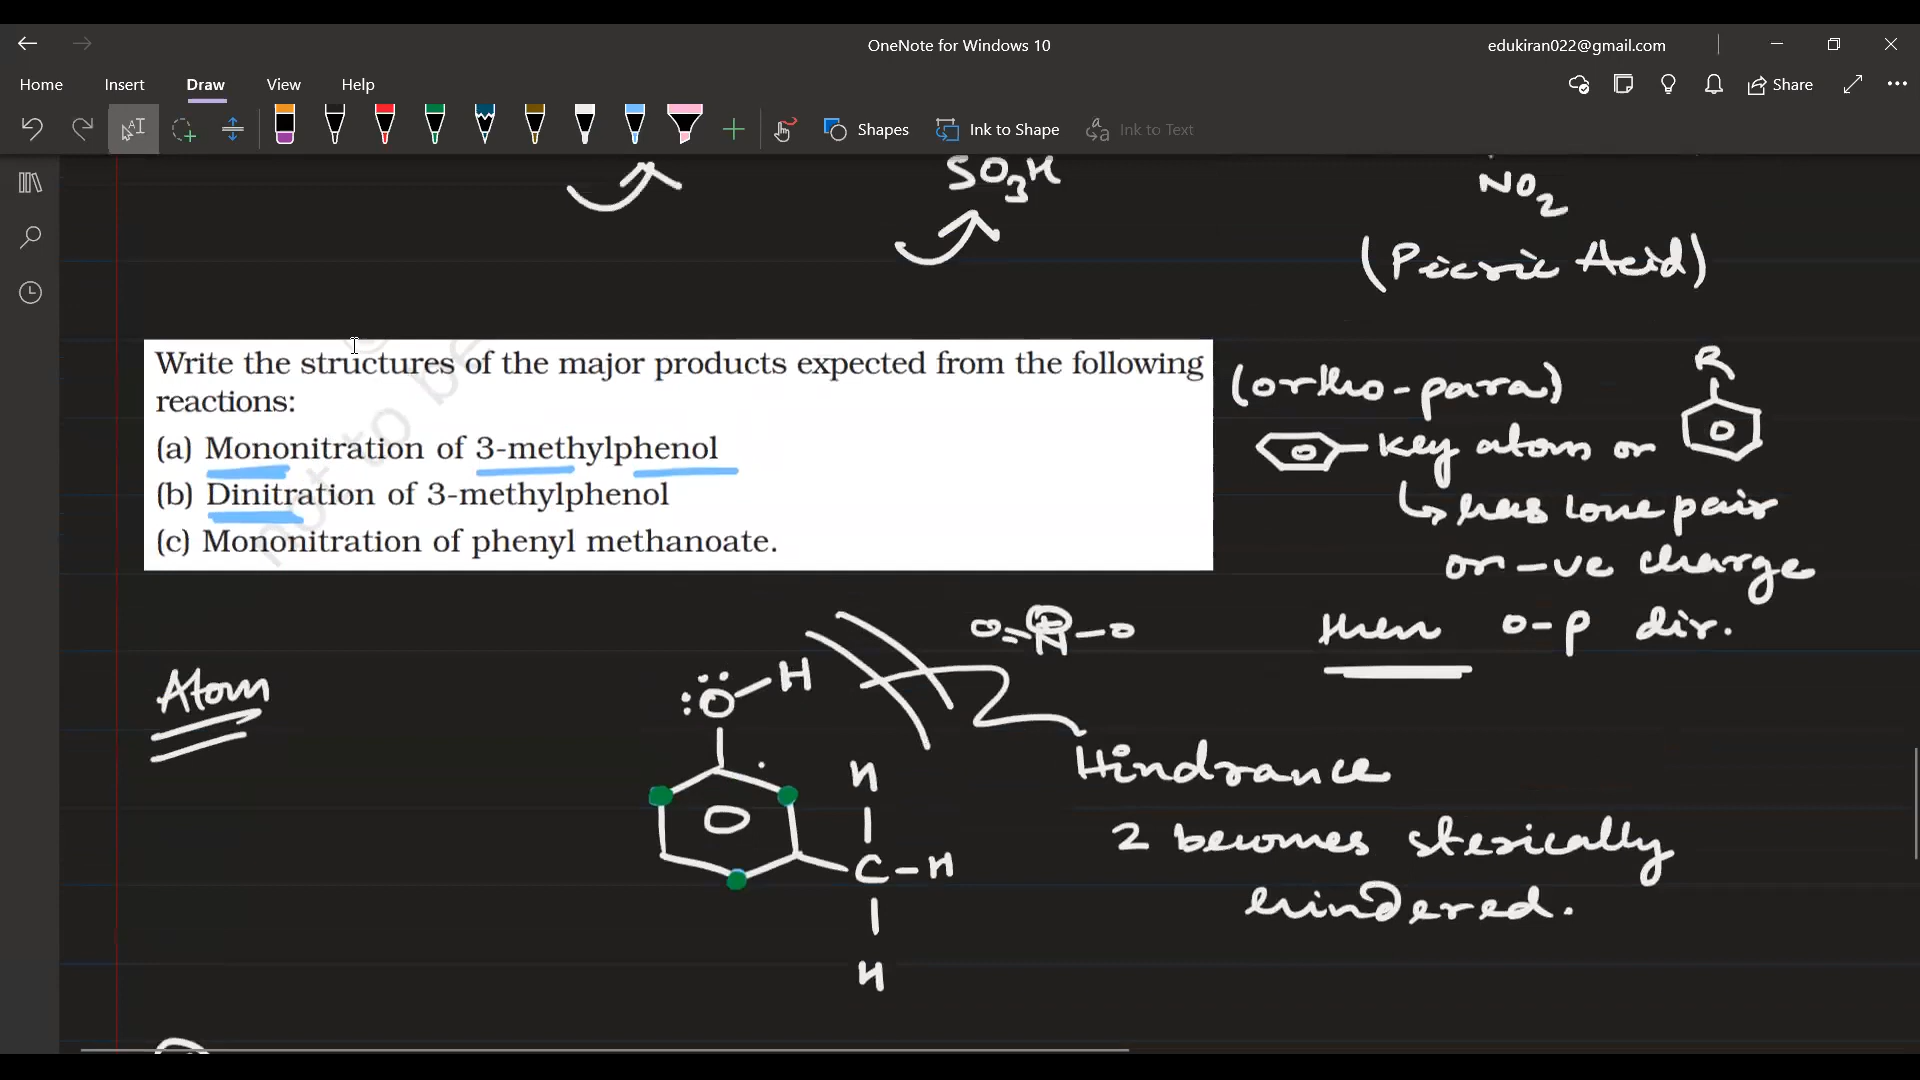 OneNote for Windows 10
edukiran022@gmail.com
Home Insert Draw View Help
Share
Shapes
Ink to Shape
Ink to Text
SO3H
NO2
(Picric Acid)
Write the structures of the major products expected from the following
reactions:
(a) Mononitration of 3-methylphenol
(b) Dinitration of 3-methylphenol
(c) Mononitration of phenyl methanoate.
not to be
(ortho-para)
R
key atom or
has lone pair
or -ve charge
then o-p dir.
O=N-O
Atom
:O-H
Hindrance
H
C-H
H
2 becomes sterically
hindered.